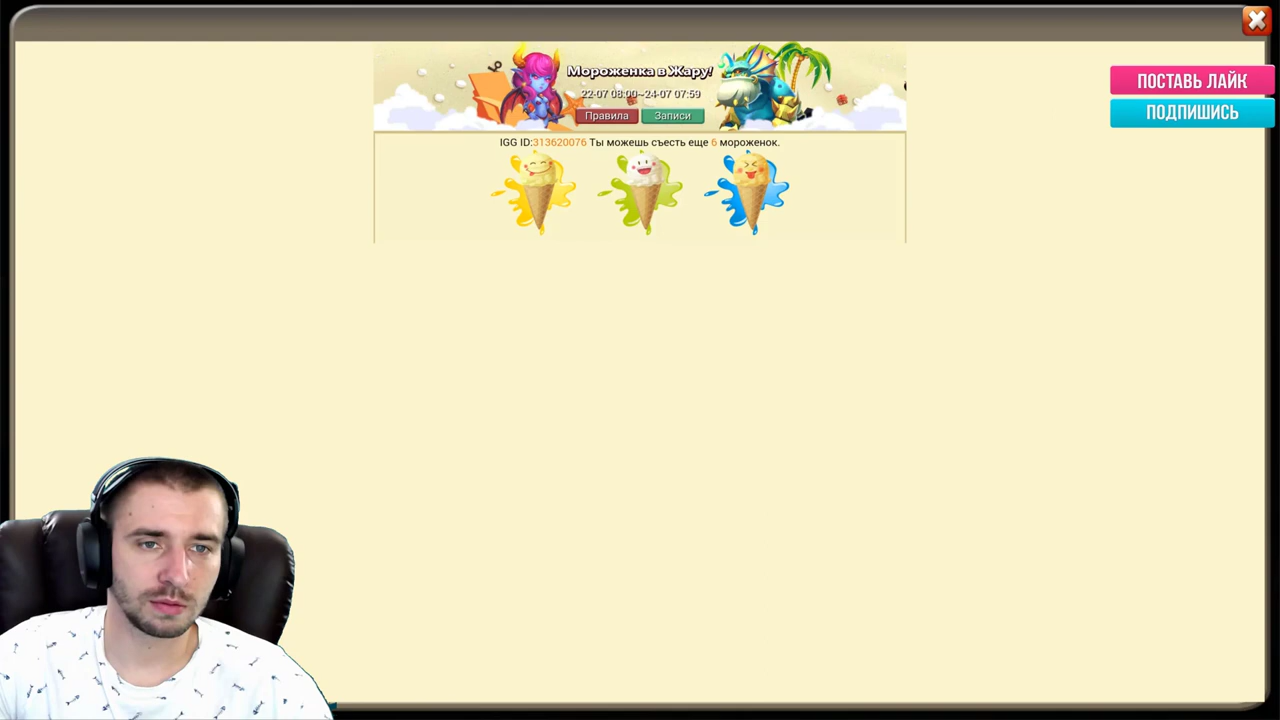 Мороженка в Жару!
22-07 08:00~24-07 07:59
Правила Записи
IGG ID:313620076 Ты можешь съесть еще 6 мороженок.
ПОСТАВЬ ЛАЙК
ПОДПИШИСЬ